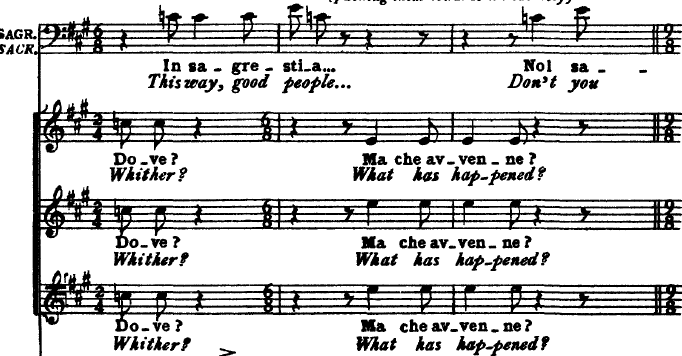 SAGR.
SACR.
In sa - gre - sti - a...
No! sa -
This way, good people...
Don't you
Do - ve?
Ma che av - ven - ne?
Whither?
What has hap - pened?
Do - ve?
Ma che av - ven - ne?
Whither?
What has hap - pened?
Do - ve?
Ma che av - ven - ne?
Whither?
What has hap - pened?